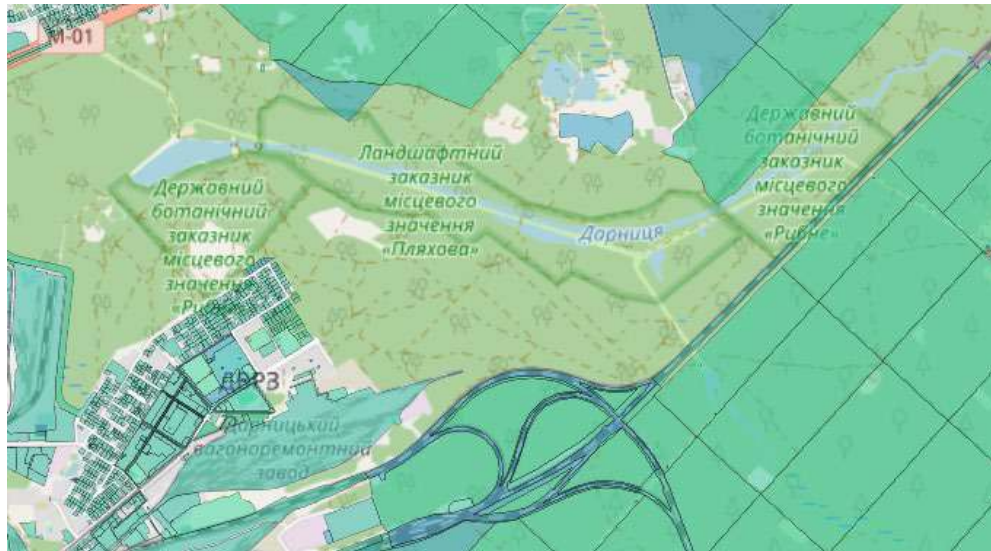 М-01
Державний
ботанічний
заказник
місцевого
значення
«Рибне»
Ландшафтний
заказник
місцевого
значення
«Пляхова»
Державний
ботанічний
заказник
місцевого
значення
Дарниця
ДВРЗ
Дарницький
вагоноремонтний
завод